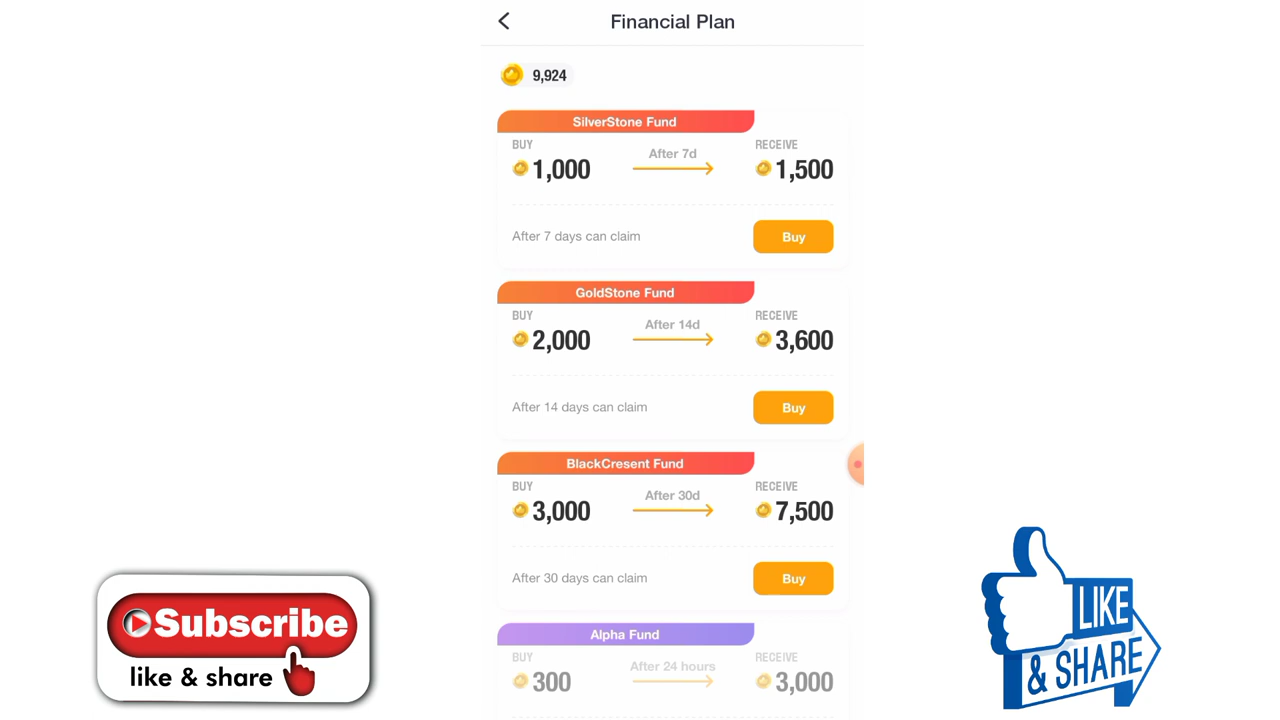 Financial Plan
9,924
SilverStone Fund
BUY After 7d RECEIVE
1,000 1,500
After 7 days can claim Buy
GoldStone Fund
BUY After 14d RECEIVE
2,000 3,600
After 14 days can claim Buy
BlackCresent Fund
BUY After 30d RECEIVE
3,000 7,500
After 30 days can claim Buy
Alpha Fund
BUY After 24 hours RECEIVE
300 3,000
Subscribe
like & share
LIKE
& SHARE